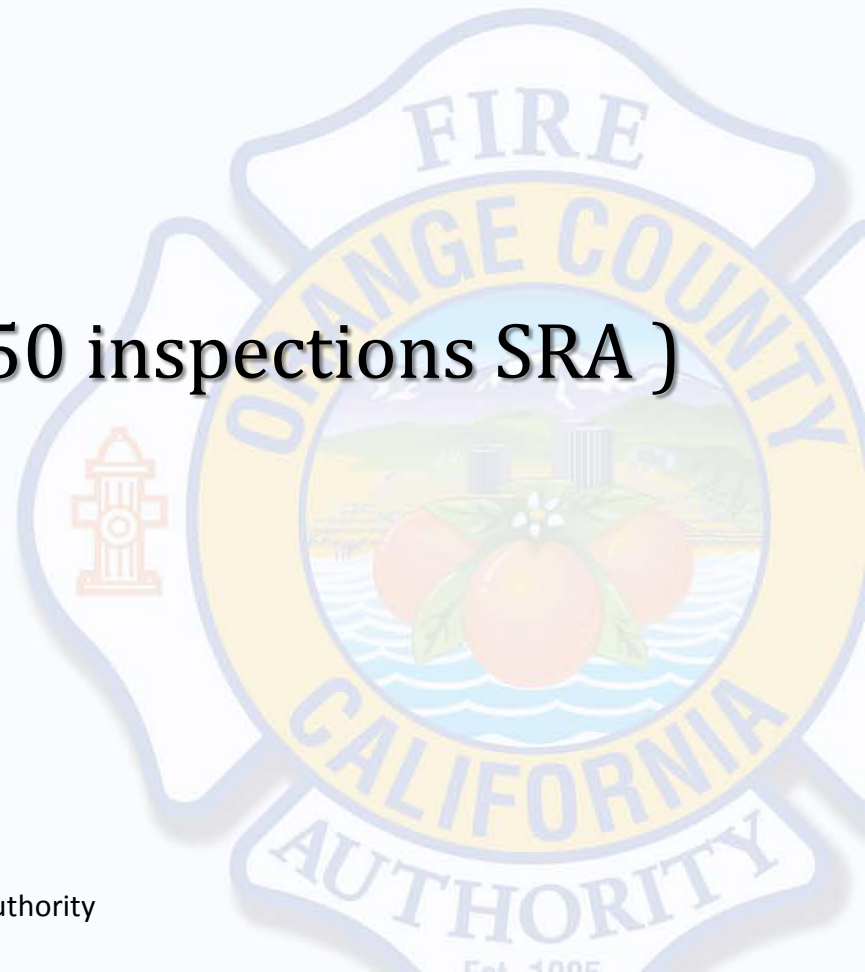 FIRE
50 inspections SRA )
ORANGE COUNTY
CALIFORNIA
AUTHORITY
uthority